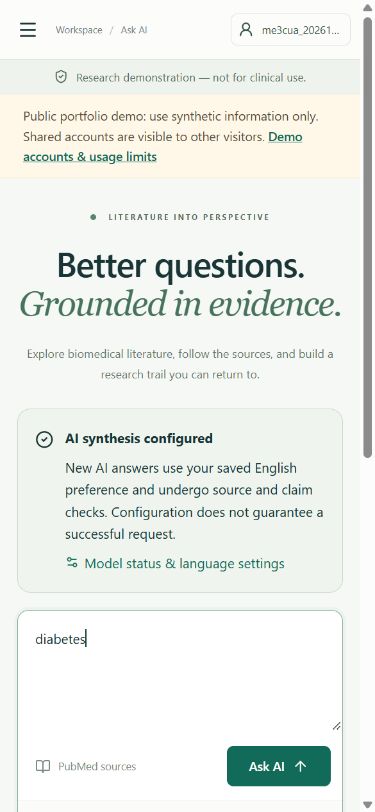 Workspace / Ask AI
me3cua_20261...
Research demonstration — not for clinical use.
Public portfolio demo: use synthetic information only.
Shared accounts are visible to other visitors. Demo
accounts & usage limits
LITERATURE INTO PERSPECTIVE
Better questions.
Grounded in evidence.
Explore biomedical literature, follow the sources, and build a
research trail you can return to.
AI synthesis configured
New AI answers use your saved English
preference and undergo source and claim
checks. Configuration does not guarantee a
successful request.
Model status & language settings
diabetes
PubMed sources
Ask AI